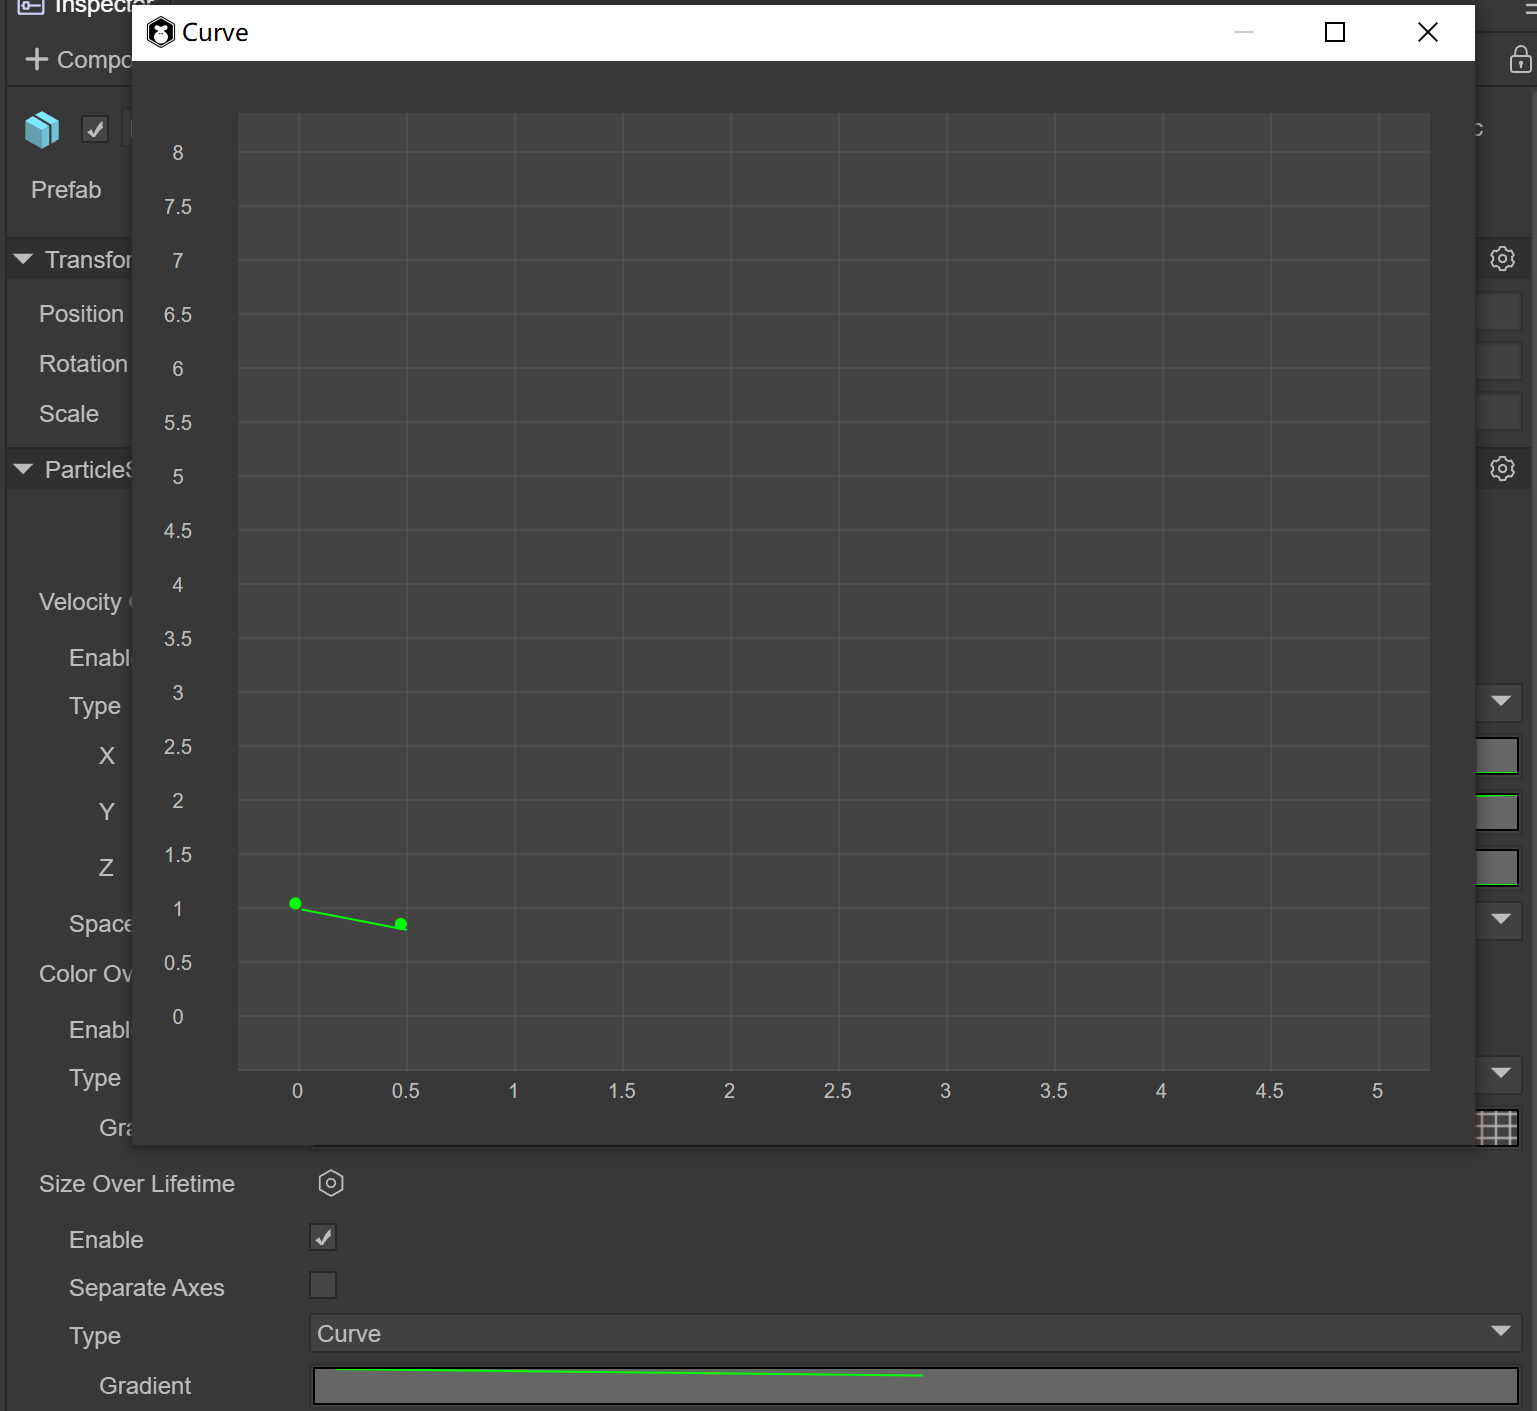 Inspector
Curve
Compo
Prefab
Transfor
Position
Rotation
Scale
ParticleS
Velocity
Enabl
Type
X
Y
Z
Space
Color Ov
Enabl
Type
Gra
8
7.5
7
6.5
6
5.5
5
4.5
4
3.5
3
2.5
2
1.5
1
0.5
0
0 0.5 1 1.5 2 2.5 3 3.5 4 4.5 5
Size Over Lifetime
Enable
Separate Axes
Type Curve
Gradient